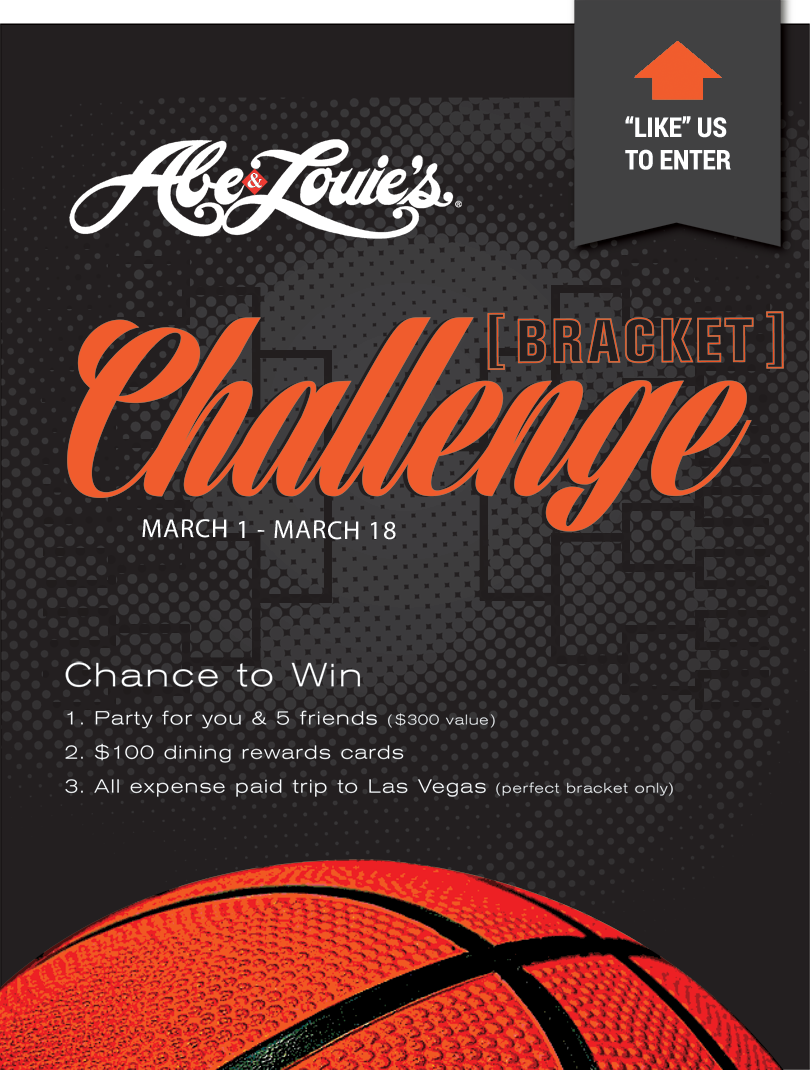 “LIKE” US
TO ENTER
Abe & Louie's®
[BRACKET]
Challenge
MARCH 1 - MARCH 18
Chance to Win
1. Party for you & 5 friends ($300 value)
2. $100 dining rewards cards
3. All expense paid trip to Las Vegas (perfect bracket only)